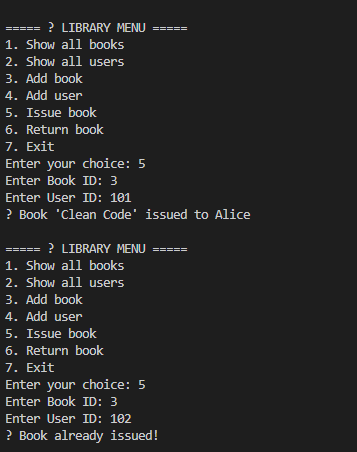 ===== ? LIBRARY MENU =====
1. Show all books
2. Show all users
3. Add book
4. Add user
5. Issue book
6. Return book
7. Exit
Enter your choice: 5
Enter Book ID: 3
Enter User ID: 101
? Book 'Clean Code' issued to Alice
===== ? LIBRARY MENU =====
1. Show all books
2. Show all users
3. Add book
4. Add user
5. Issue book
6. Return book
7. Exit
Enter your choice: 5
Enter Book ID: 3
Enter User ID: 102
? Book already issued!